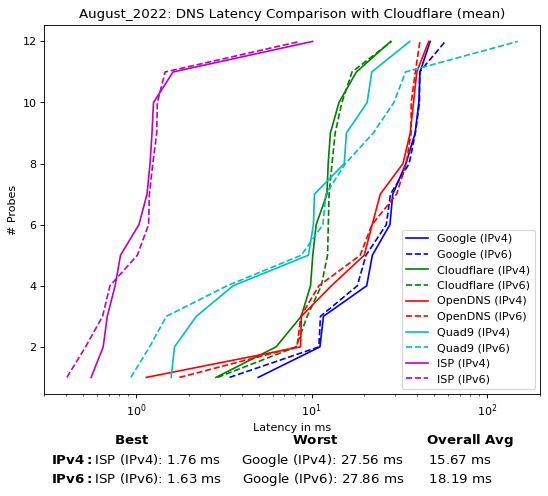 August_2022: DNS Latency Comparison with Cloudflare (mean)
12
10
8
6
4
2
# Probes
Google (IPv4)
Google (IPv6)
Cloudflare (IPv4)
Cloudflare (IPv6)
OpenDNS (IPv4)
OpenDNS (IPv6)
Quad9 (IPv4)
Quad9 (IPv6)
ISP (IPv4)
ISP (IPv6)
10⁰ 10¹ 10²
Latency in ms
Best Worst Overall Avg
IPv4: ISP (IPv4): 1.76 ms Google (IPv4): 27.56 ms 15.67 ms
IPv6: ISP (IPv6): 1.63 ms Google (IPv6): 27.86 ms 18.19 ms